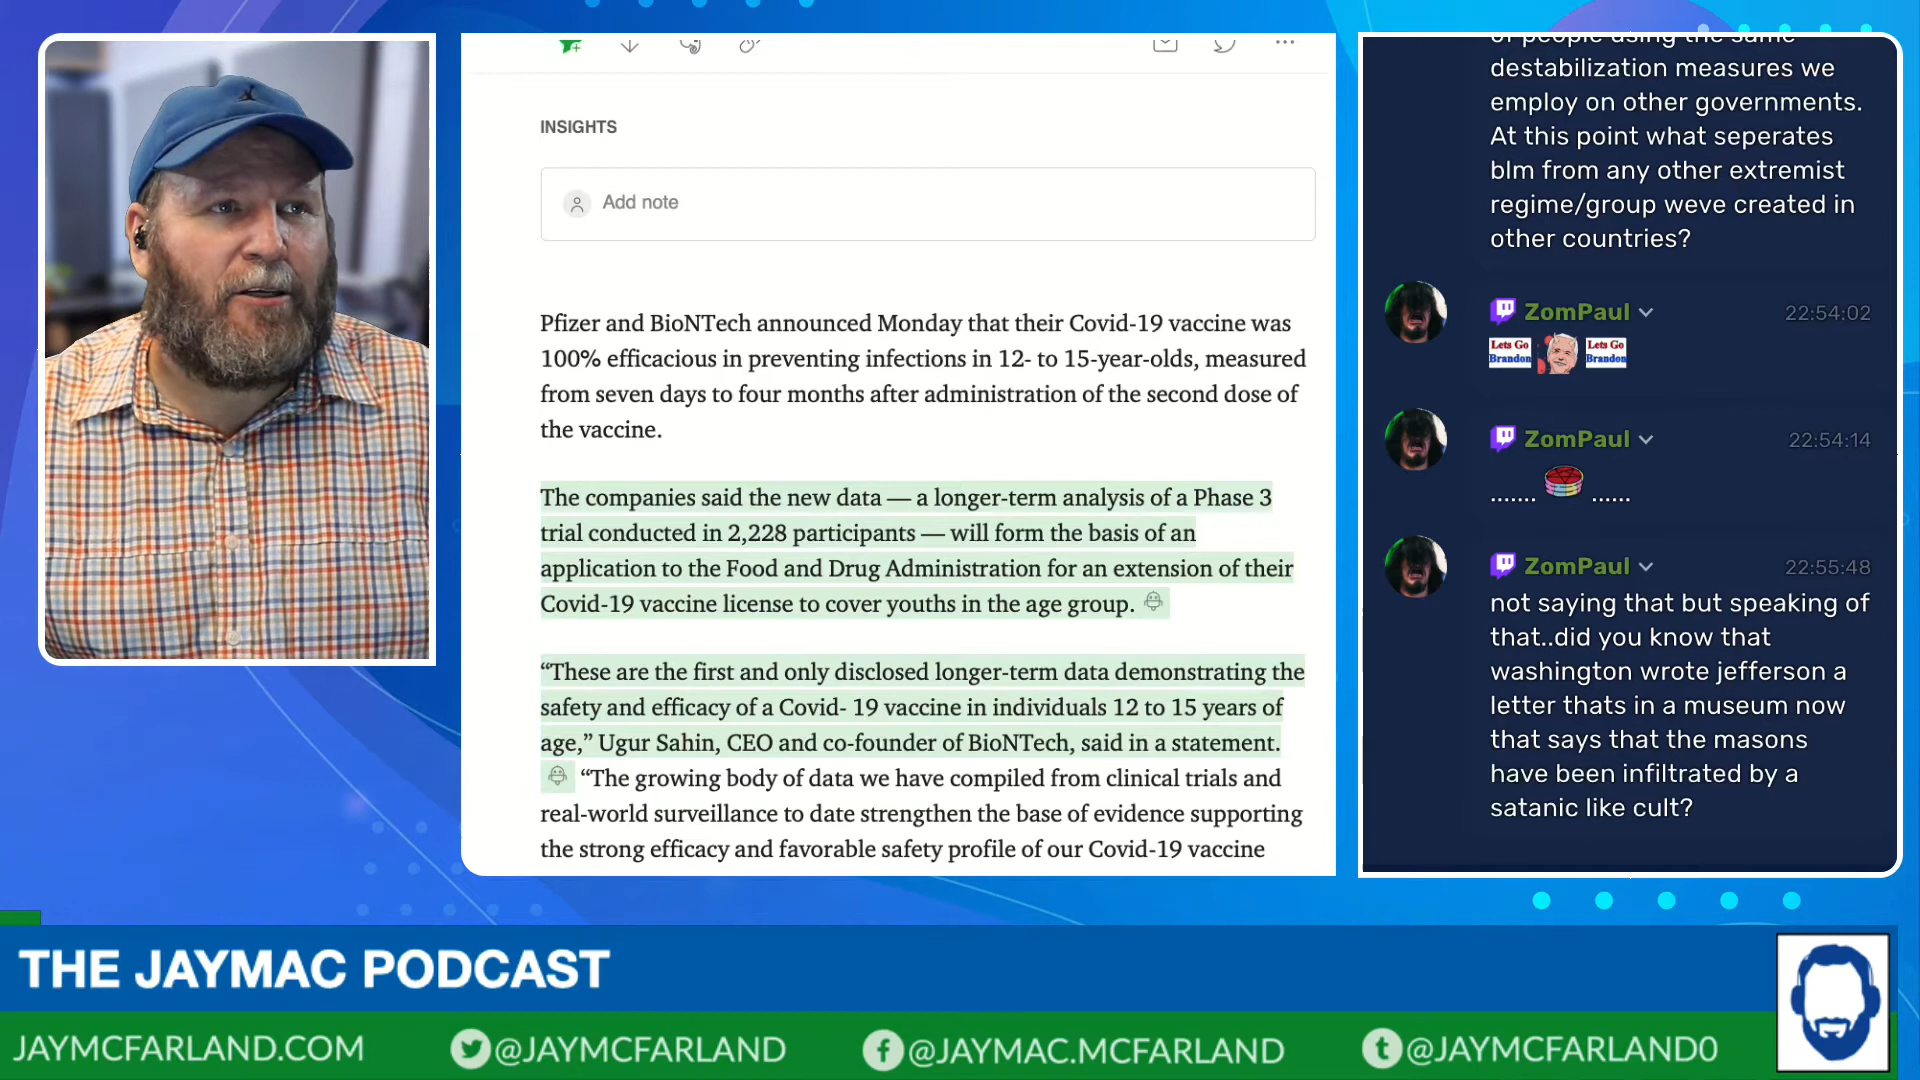 INSIGHTS
Add note
Pfizer and BioNTech announced Monday that their Covid-19 vaccine was
100% efficacious in preventing infections in 12- to 15-year-olds, measured
from seven days to four months after administration of the second dose of
the vaccine.
The companies said the new data — a longer-term analysis of a Phase 3
trial conducted in 2,228 participants — will form the basis of an
application to the Food and Drug Administration for an extension of their
Covid-19 vaccine license to cover youths in the age group.
“These are the first and only disclosed longer-term data demonstrating the
safety and efficacy of a Covid- 19 vaccine in individuals 12 to 15 years of
age,” Ugur Sahin, CEO and co-founder of BioNTech, said in a statement.
“The growing body of data we have compiled from clinical trials and
real-world surveillance to date strengthen the base of evidence supporting
the strong efficacy and favorable safety profile of our Covid-19 vaccine
of people using the same
destabilization measures we
employ on other governments.
At this point what seperates
blm from any other extremist
regime/group weve created in
other countries?
ZomPaul 22:54:02
Lets Go Brandon Lets Go Brandon
ZomPaul 22:54:14
....... ......
ZomPaul 22:55:48
not saying that but speaking of
that..did you know that
washington wrote jefferson a
letter thats in a museum now
that says that the masons
have been infiltrated by a
satanic like cult?
THE JAYMAC PODCAST
JAYMCFARLAND.COM @JAYMCFARLAND @JAYMAC.MCFARLAND @JAYMCFARLAND0